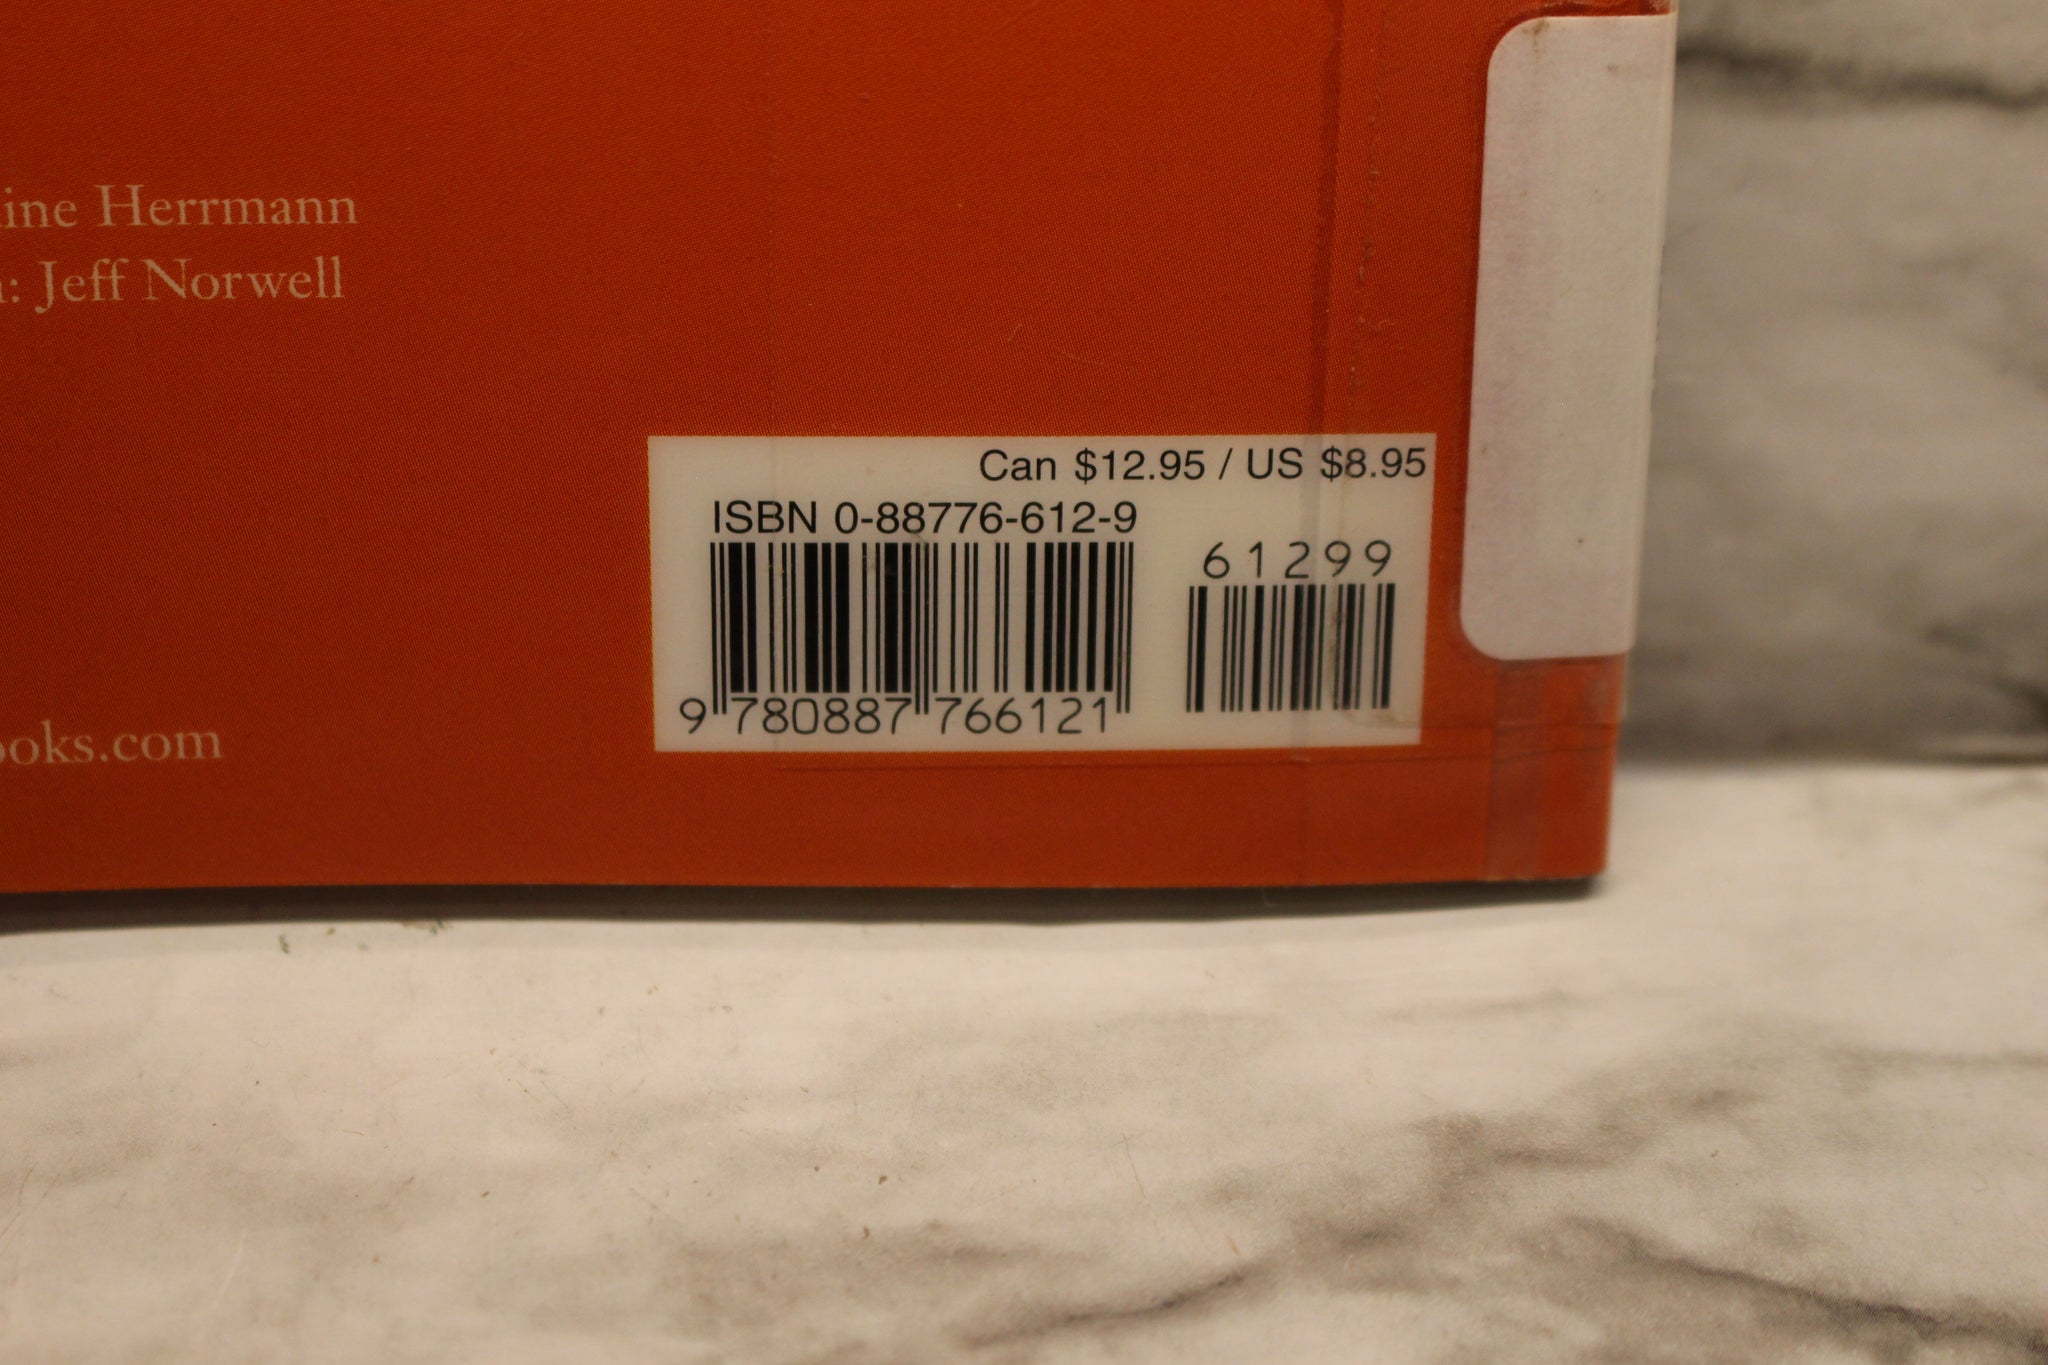 Herrmann
: Jeff Norwell
Can $12.95 / US $8.95
ISBN 0-88776-612-9
61299
9 780887 766121
ooks.com